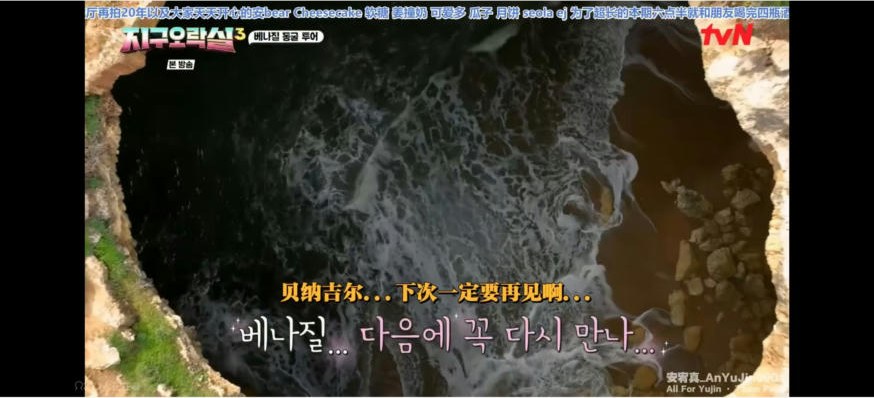 厅再拍20年以及大家天天开心的安bear Cheesecake 软糖 姜撞奶 可爱多 瓜子 月饼 seola ej 为了超长的本期六点半就和朋友喝完四瓶酒
지구오락실3
베나질 동굴 투어
본 방송
tvN
贝纳吉尔...下次一定要再见啊...
베나질... 다음에 꼭 다시 만나...
安宥真_AnYuJin
All For Yujin